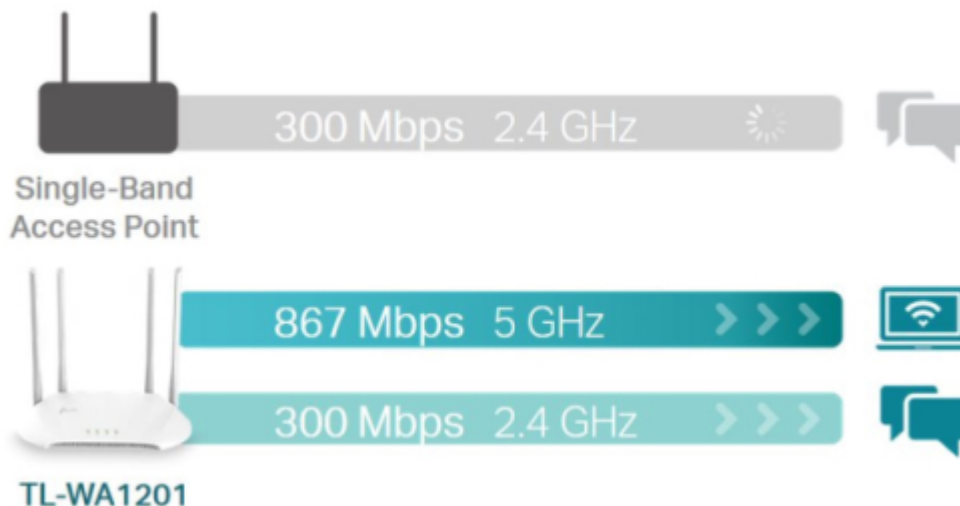 300 Mbps 2.4 GHz
Single-Band
Access Point
867 Mbps 5 GHz
300 Mbps 2.4 GHz
TL-WA1201